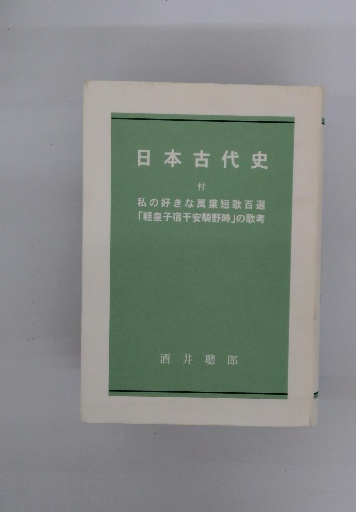 日本古代史
付
私の好きな萬葉短歌百選
「軽皇子宿于安騎野時」の歌考
酒井聰郎